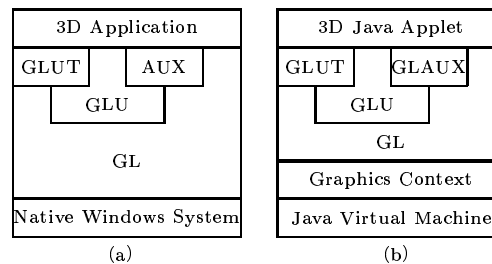 3D Application
GLUT
AUX
GLU
GL
Native Windows System
(a)
3D Java Applet
GLUT
GLAUX
GLU
GL
Graphics Context
Java Virtual Machine
(b)